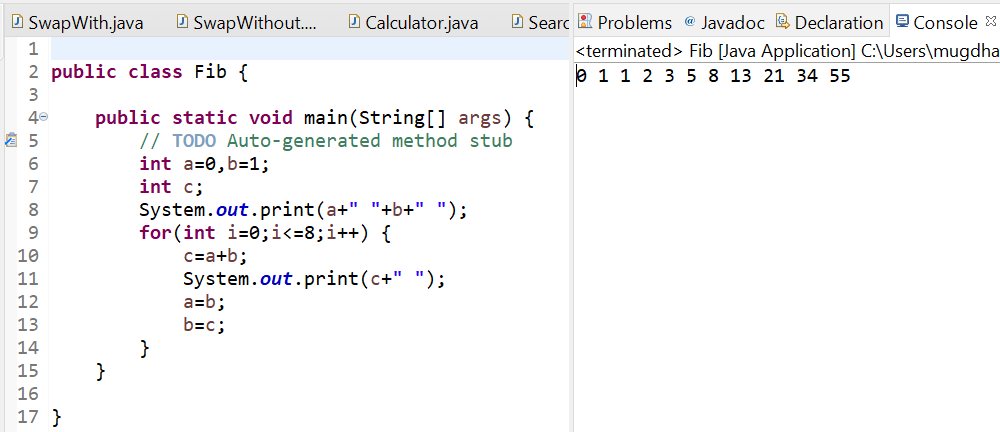 SwapWith.java SwapWithout.... Calculator.java Searc
1
2 public class Fib {
3
4 public static void main(String[] args) {
5 // TODO Auto-generated method stub
6 int a=0,b=1;
7 int c;
8 System.out.print(a+" "+b+" ");
9 for(int i=0;i<=8;i++) {
10 c=a+b;
11 System.out.print(c+" ");
12 a=b;
13 b=c;
14 }
15 }
16
17 }
Problems @ Javadoc Declaration Console
<terminated> Fib [Java Application] C:\Users\mugdha
0 1 1 2 3 5 8 13 21 34 55